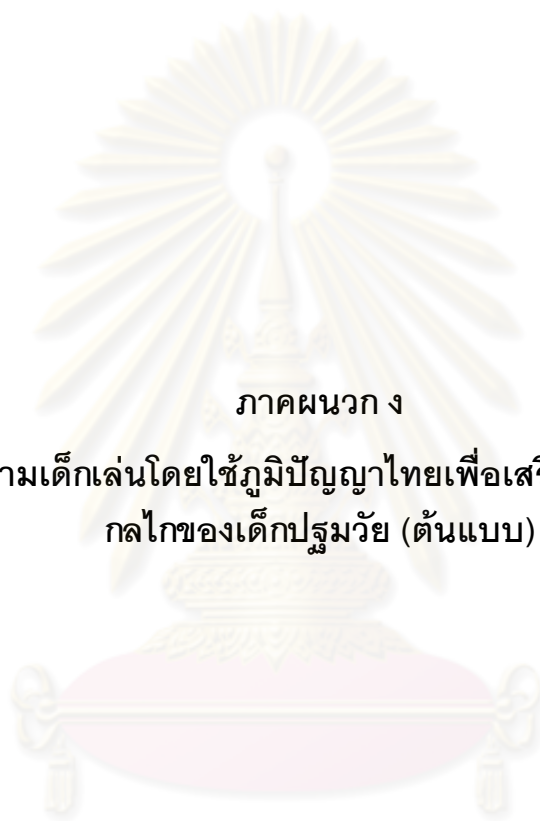 ภาคผนวก ง
ามเด็กเล่นโดยใช้ภูมิปัญญาไทยเพื่อเสริ
กลไกของเด็กปฐมวัย (ต้นแบบ)